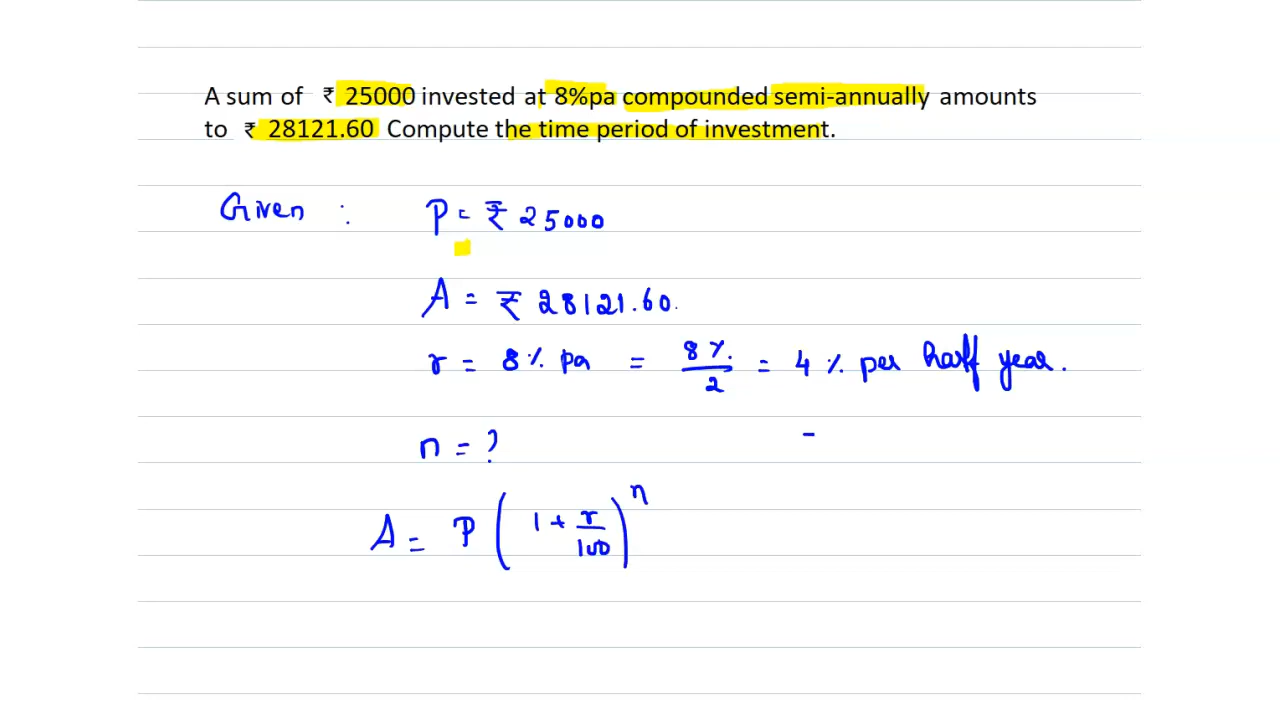 A sum of ₹ 25000 invested at 8%pa compounded semi-annually amounts
to ₹ 28121.60 Compute the time period of investment.
Given : P = ₹ 25000
A = ₹ 28121.60.
r = 8% pa = 8%/2 = 4% per half year.
n = ?
A = P (1 + r/100)^n